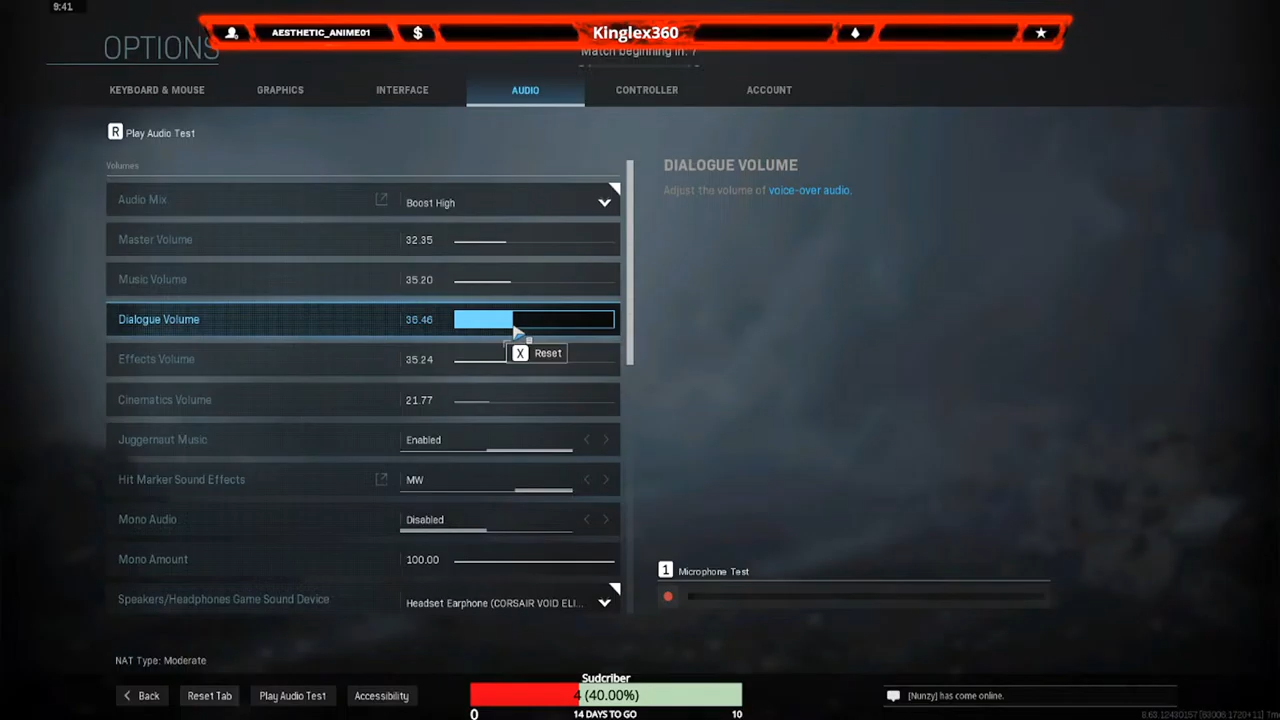 9:41
AESTHETIC_ANIME01
$
Kinglex360
OPTIONS
Match beginning in: 7
KEYBOARD & MOUSE
GRAPHICS
INTERFACE
AUDIO
CONTROLLER
ACCOUNT
R Play Audio Test
Volumes
Audio Mix Boost High
Master Volume 32.35
Music Volume 35.20
Dialogue Volume 36.46
X Reset
Effects Volume 35.24
Cinematics Volume 21.77
Juggernaut Music Enabled
Hit Marker Sound Effects MW
Mono Audio Disabled
Mono Amount 100.00
Speakers/Headphones Game Sound Device Headset Earphone (CORSAIR VOID ELI...
DIALOGUE VOLUME
Adjust the volume of voice-over audio.
1 Microphone Test
NAT Type: Moderate
Back
Reset Tab
Play Audio Test
Accessibility
Sudcriber
4 (40.00%)
0 14 DAYS TO GO 10
[Nunzy] has come online.